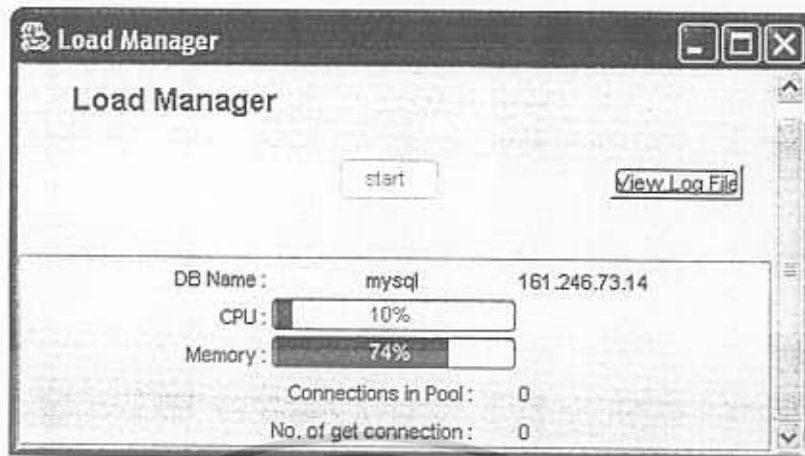 Load Manager
Load Manager
start
View Log File
DB Name : mysql 161.246.73.14
CPU : 10%
Memory : 74%
Connections in Pool : 0
No. of get connection : 0